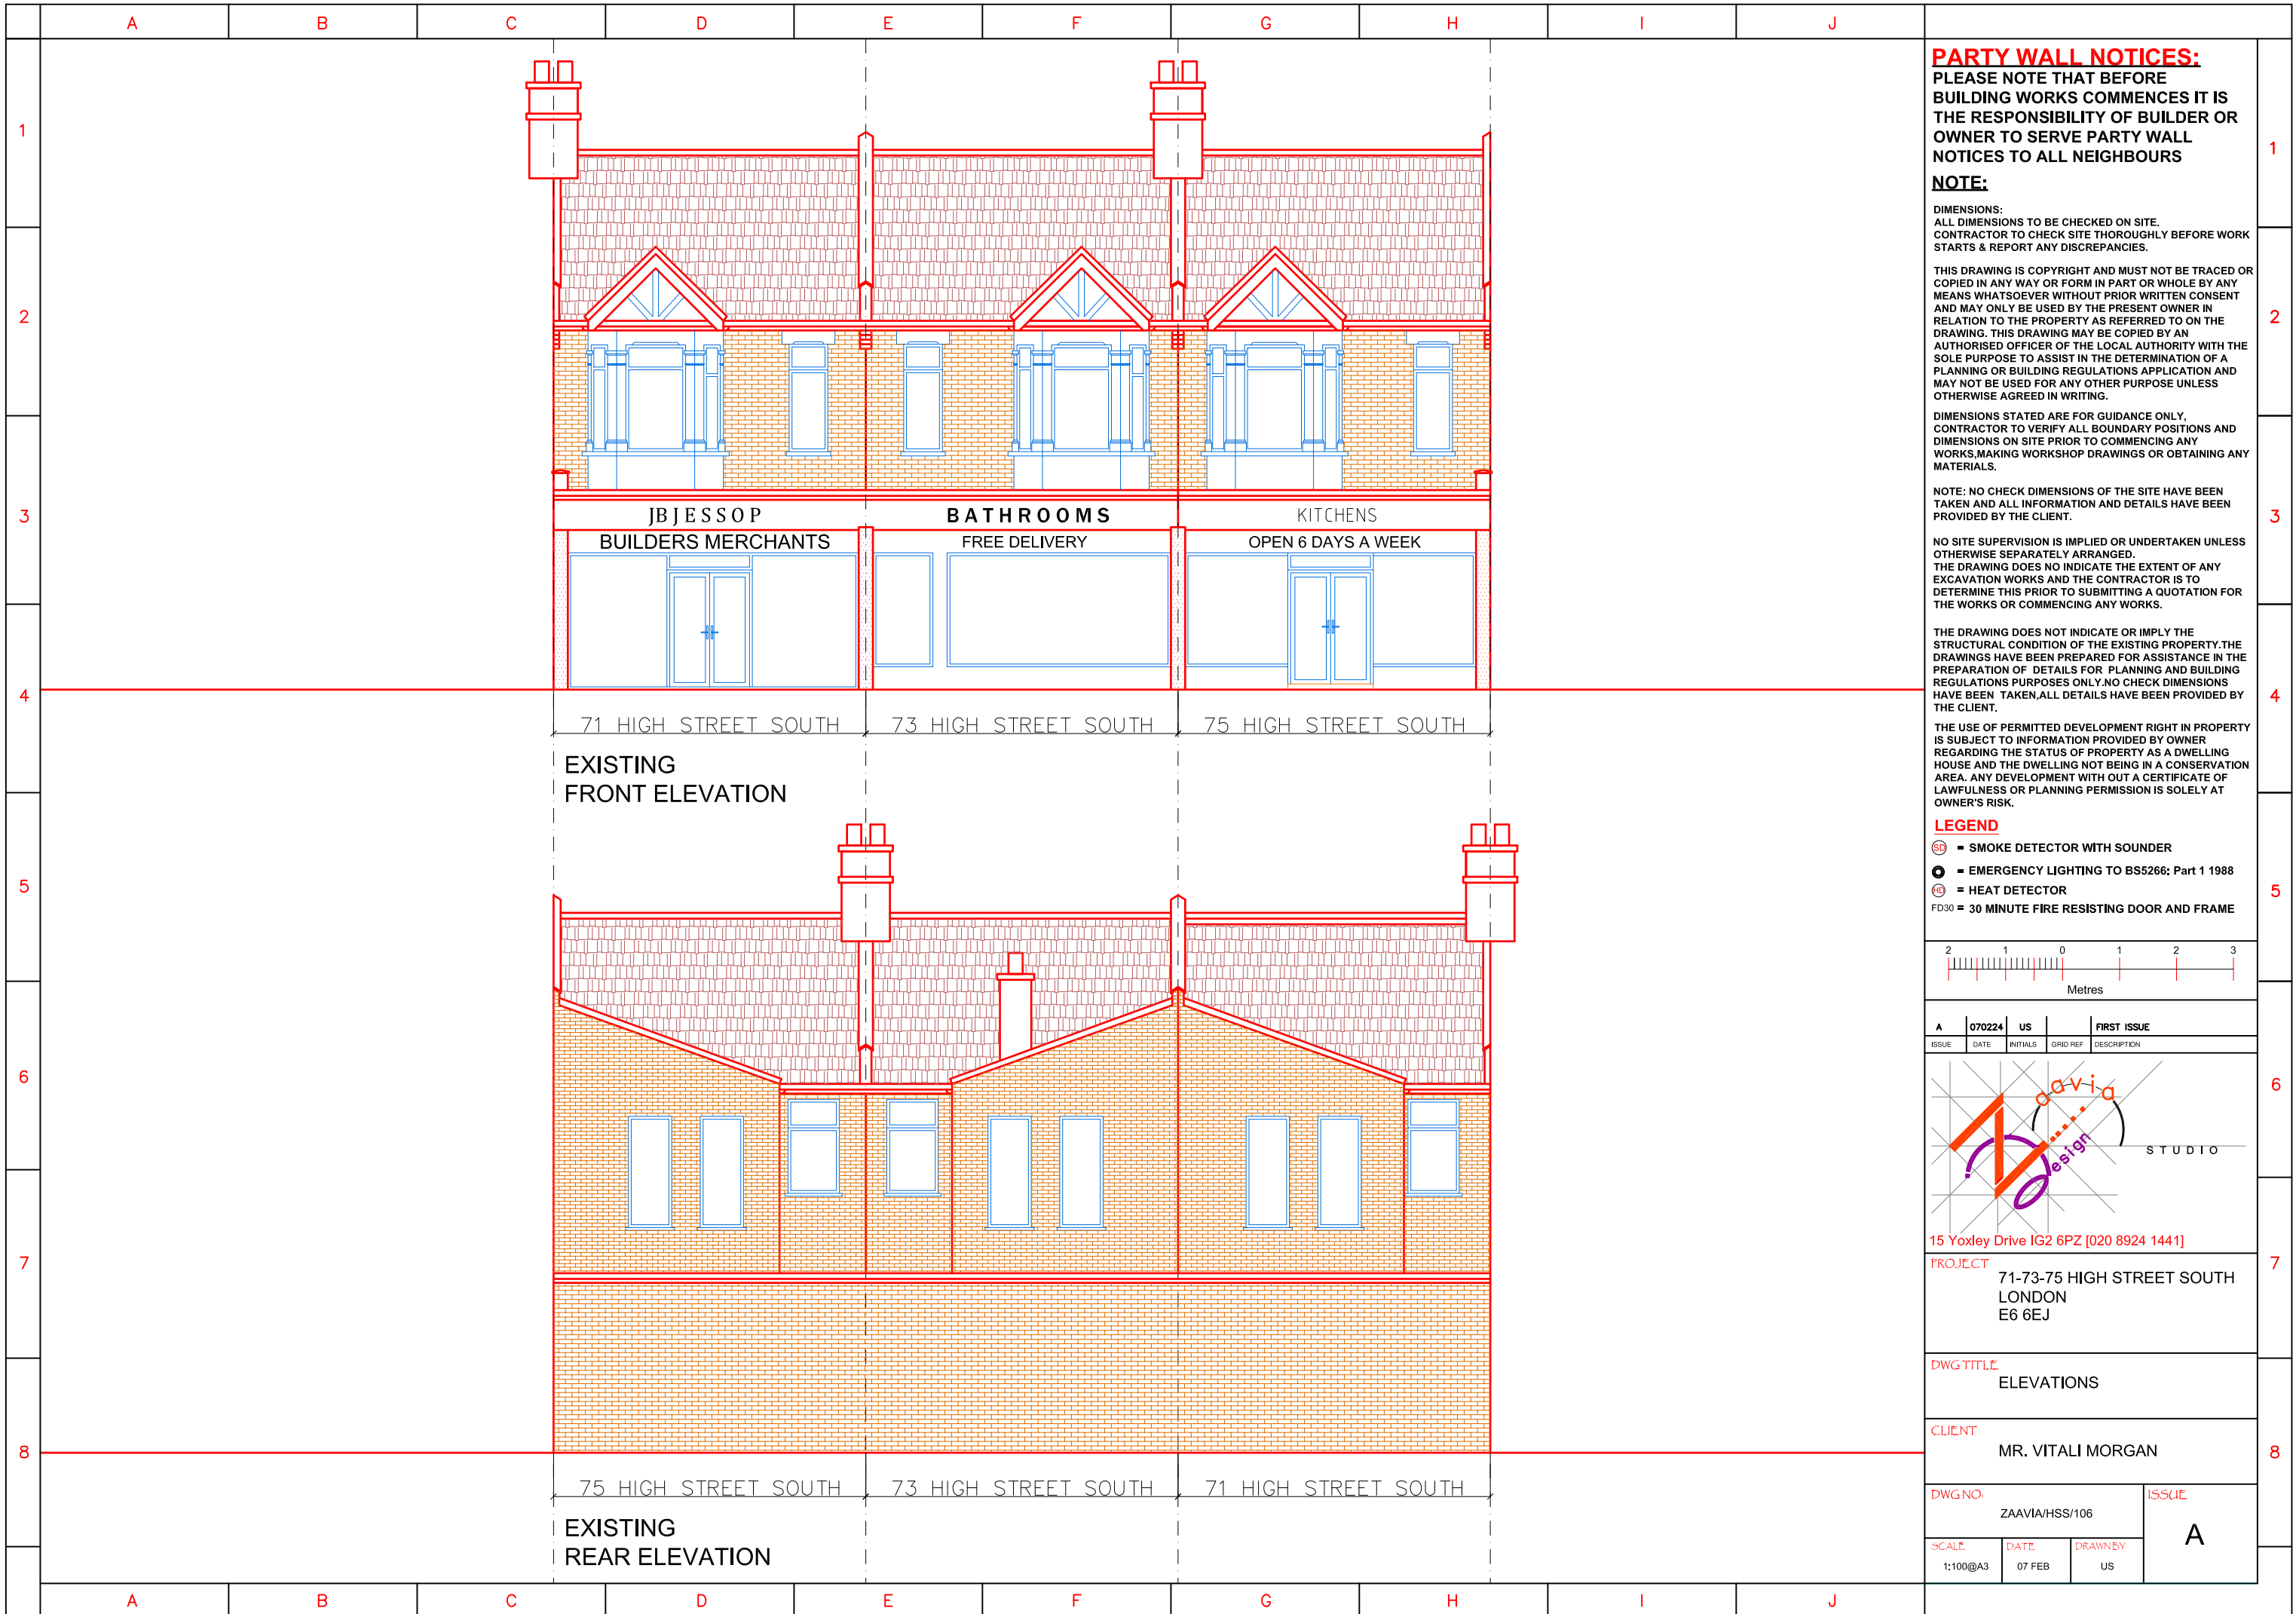 A B C D E F G H I J
1
2
3
4
5
6
7
8
JBJESSOP
BUILDERS MERCHANTS
BATHROOMS
FREE DELIVERY
KITCHENS
OPEN 6 DAYS A WEEK
71 HIGH STREET SOUTH
73 HIGH STREET SOUTH
75 HIGH STREET SOUTH
EXISTING
FRONT ELEVATION
75 HIGH STREET SOUTH
73 HIGH STREET SOUTH
71 HIGH STREET SOUTH
EXISTING
REAR ELEVATION
A B C D E F G H I J
PARTY WALL NOTICES:
PLEASE NOTE THAT BEFORE
BUILDING WORKS COMMENCES IT IS
THE RESPONSIBILITY OF BUILDER OR
OWNER TO SERVE PARTY WALL
NOTICES TO ALL NEIGHBOURS
NOTE:
DIMENSIONS:
ALL DIMENSIONS TO BE CHECKED ON SITE.
CONTRACTOR TO CHECK SITE THOROUGHLY BEFORE WORK
STARTS & REPORT ANY DISCREPANCIES.
THIS DRAWING IS COPYRIGHT AND MUST NOT BE TRACED OR
COPIED IN ANY WAY OR FORM IN PART OR WHOLE BY ANY
MEANS WHATSOEVER WITHOUT PRIOR WRITTEN CONSENT
AND MAY ONLY BE USED BY THE PRESENT OWNER IN
RELATION TO THE PROPERTY AS REFERRED TO ON THE
DRAWING. THIS DRAWING MAY BE COPIED BY AN
AUTHORISED OFFICER OF THE LOCAL AUTHORITY WITH THE
SOLE PURPOSE TO ASSIST IN THE DETERMINATION OF A
PLANNING OR BUILDING REGULATIONS APPLICATION AND
MAY NOT BE USED FOR ANY OTHER PURPOSE UNLESS
OTHERWISE AGREED IN WRITING.
DIMENSIONS STATED ARE FOR GUIDANCE ONLY,
CONTRACTOR TO VERIFY ALL BOUNDARY POSITIONS AND
DIMENSIONS ON SITE PRIOR TO COMMENCING ANY
WORKS,MAKING WORKSHOP DRAWINGS OR OBTAINING ANY
MATERIALS.
NOTE: NO CHECK DIMENSIONS OF THE SITE HAVE BEEN
TAKEN AND ALL INFORMATION AND DETAILS HAVE BEEN
PROVIDED BY THE CLIENT.
NO SITE SUPERVISION IS IMPLIED OR UNDERTAKEN UNLESS
OTHERWISE SEPARATELY ARRANGED.
THE DRAWING DOES NO INDICATE THE EXTENT OF ANY
EXCAVATION WORKS AND THE CONTRACTOR IS TO
DETERMINE THIS PRIOR TO SUBMITTING A QUOTATION FOR
THE WORKS OR COMMENCING ANY WORKS.
THE DRAWING DOES NOT INDICATE OR IMPLY THE
STRUCTURAL CONDITION OF THE EXISTING PROPERTY.THE
DRAWINGS HAVE BEEN PREPARED FOR ASSISTANCE IN THE
PREPARATION OF DETAILS FOR PLANNING AND BUILDING
REGULATIONS PURPOSES ONLY.NO CHECK DIMENSIONS
HAVE BEEN TAKEN,ALL DETAILS HAVE BEEN PROVIDED BY
THE CLIENT.
THE USE OF PERMITTED DEVELOPMENT RIGHT IN PROPERTY
IS SUBJECT TO INFORMATION PROVIDED BY OWNER
REGARDING THE STATUS OF PROPERTY AS A DWELLING
HOUSE AND THE DWELLING NOT BEING IN A CONSERVATION
AREA. ANY DEVELOPMENT WITH OUT A CERTIFICATE OF
LAWFULNESS OR PLANNING PERMISSION IS SOLELY AT
OWNER'S RISK.
LEGEND
SD = SMOKE DETECTOR WITH SOUNDER
= EMERGENCY LIGHTING TO BS5266: Part 1 1988
HD = HEAT DETECTOR
FD30 = 30 MINUTE FIRE RESISTING DOOR AND FRAME
2 1 0 1 2 3
Metres
A 070224 US FIRST ISSUE
ISSUE DATE INITIALS GRID REF DESCRIPTION
Zaavia
Design
STUDIO
15 Yoxley Drive IG2 6PZ [020 8924 1441]
PROJECT
71-73-75 HIGH STREET SOUTH
LONDON
E6 6EJ
DWG TITLE
ELEVATIONS
CLIENT
MR. VITALI MORGAN
DWG NO:
ZAAVIA/HSS/106
ISSUE
A
SCALE
1:100@A3
DATE
07 FEB
DRAWN BY
US
1
2
3
4
5
6
7
8